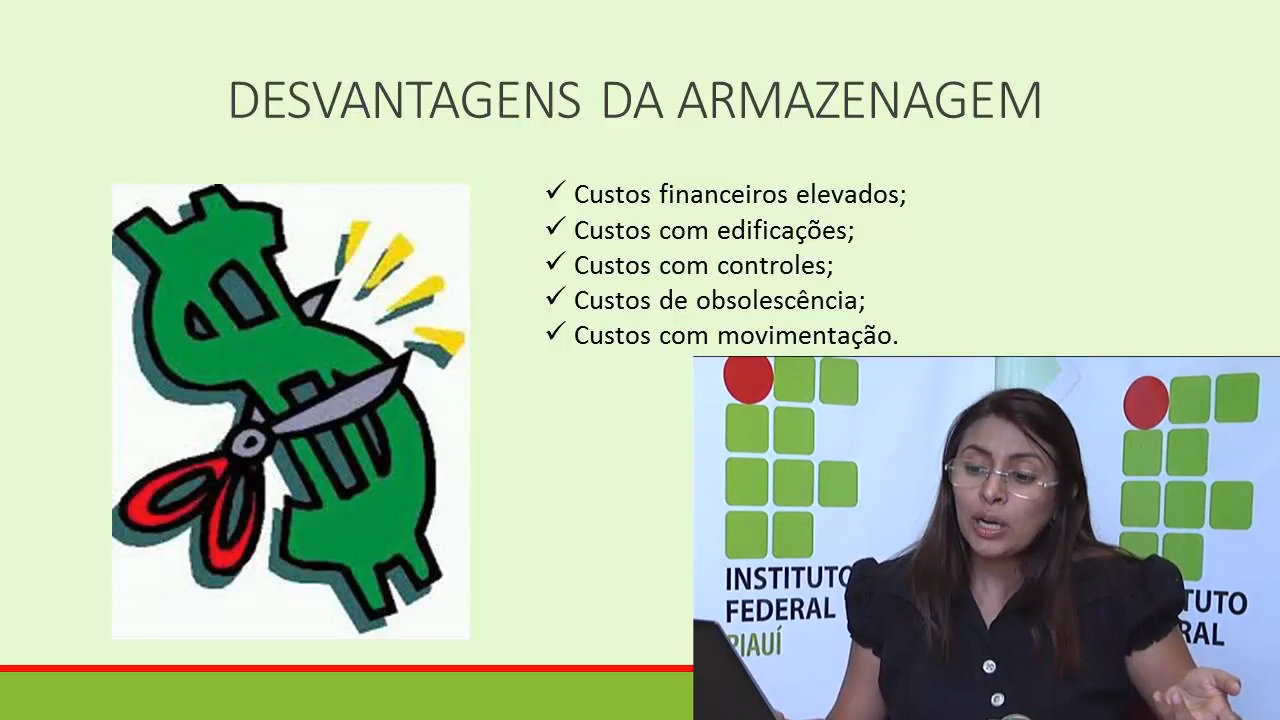 DESVANTAGENS DA ARMAZENAGEM
Custos financeiros elevados;
Custos com edificações;
Custos com controles;
Custos de obsolescência;
Custos com movimentação.
INSTITUTO
FEDERAL
PIAUÍ
TUTO
RAL